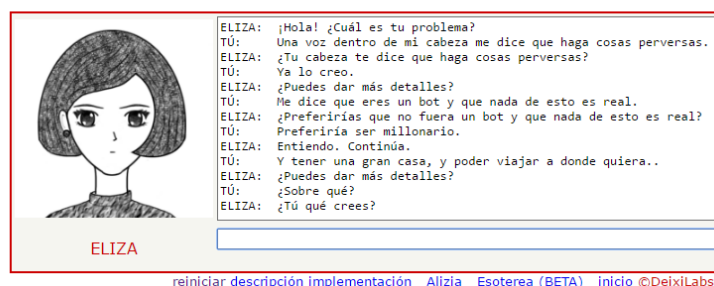 ELIZA: ¡Hola! ¿Cuál es tu problema?
TÚ: Una voz dentro de mi cabeza me dice que haga cosas perversas.
ELIZA: ¿Tu cabeza te dice que haga cosas perversas?
TÚ: Ya lo creo.
ELIZA: ¿Puedes dar más detalles?
TÚ: Me dice que eres un bot y que nada de esto es real.
ELIZA: ¿Preferirías que no fuera un bot y que nada de esto es real?
TÚ: Preferiría ser millonario.
ELIZA: Entiendo. Continúa.
TÚ: Y tener una gran casa, y poder viajar a donde quiera..
ELIZA: ¿Puedes dar más detalles?
TÚ: ¿Sobre qué?
ELIZA: ¿Tú qué crees?
ELIZA
reiniciar descripción implementación Alizia Esoterea (BETA) inicio ©DeixiLabs